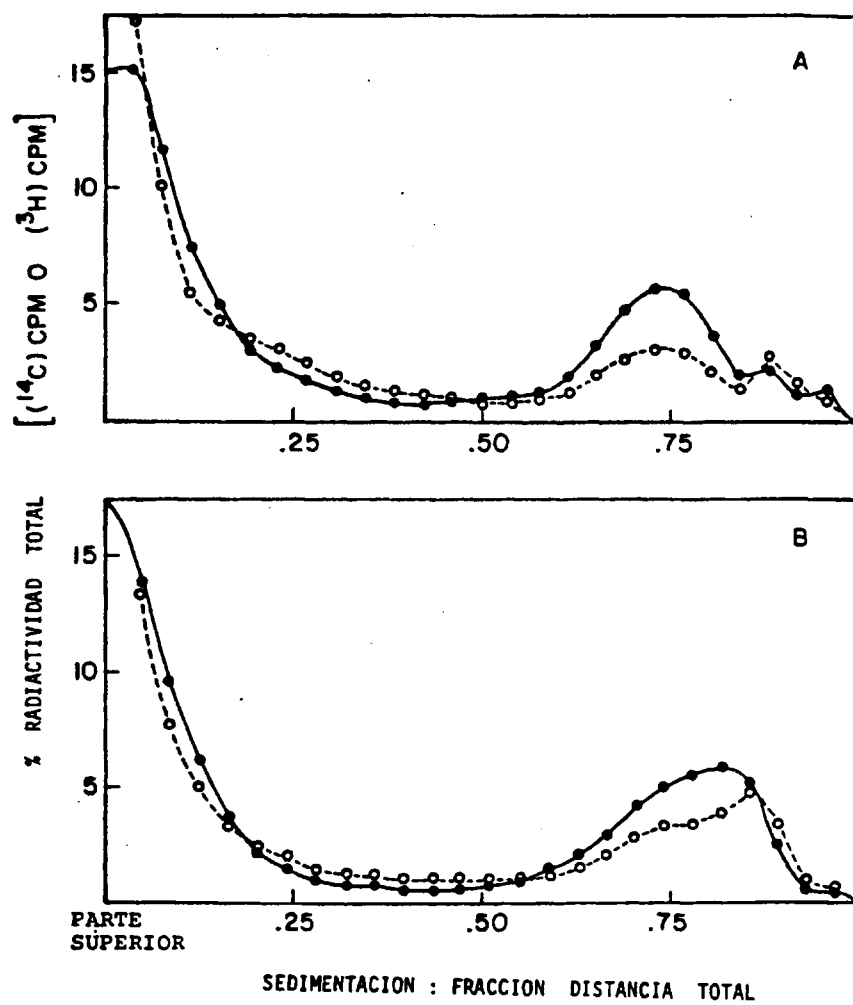 A
[(14C) CPM O (3H) CPM]
15
10
5
.25
.50
.75
B
% RADIACTIVIDAD TOTAL
15
10
5
PARTE
SUPERIOR
.25
.50
.75
SEDIMENTACION : FRACCION DISTANCIA TOTAL